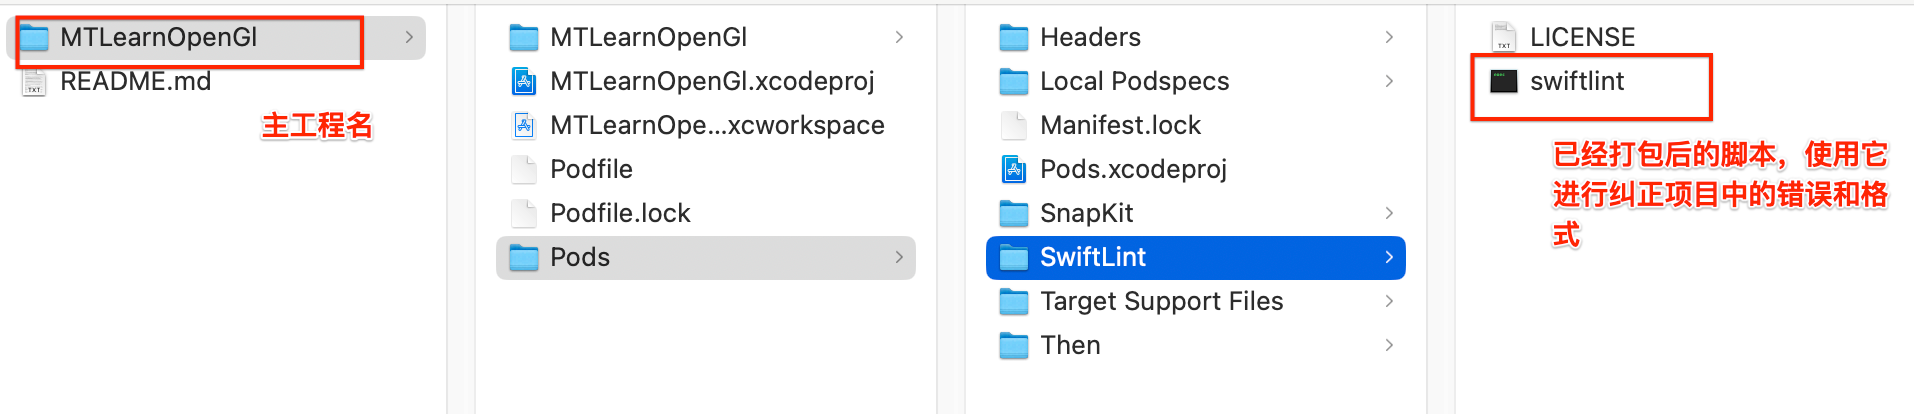 MTLearnOpenGl
README.md
主工程名
MTLearnOpenGl
MTLearnOpenGl.xcodeproj
MTLearnOpe...xcworkspace
Podfile
Podfile.lock
Pods
Headers
Local Podspecs
Manifest.lock
Pods.xcodeproj
SnapKit
SwiftLint
Target Support Files
Then
LICENSE
swiftlint
已经打包后的脚本，使用它
进行纠正项目中的错误和格
式